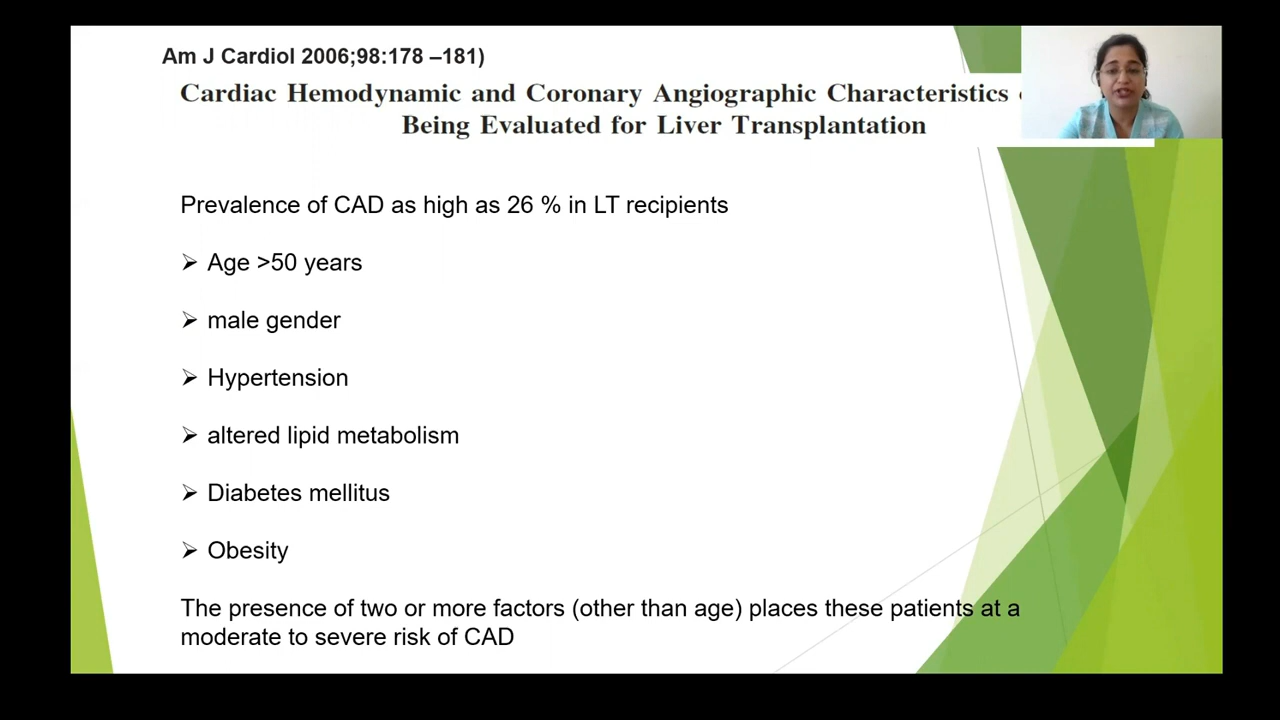 Am J Cardiol 2006;98:178 –181)
Cardiac Hemodynamic and Coronary Angiographic Characteristics
Being Evaluated for Liver Transplantation
Prevalence of CAD as high as 26 % in LT recipients
➢ Age >50 years
➢ male gender
➢ Hypertension
➢ altered lipid metabolism
➢ Diabetes mellitus
➢ Obesity
The presence of two or more factors (other than age) places these patients at a
moderate to severe risk of CAD